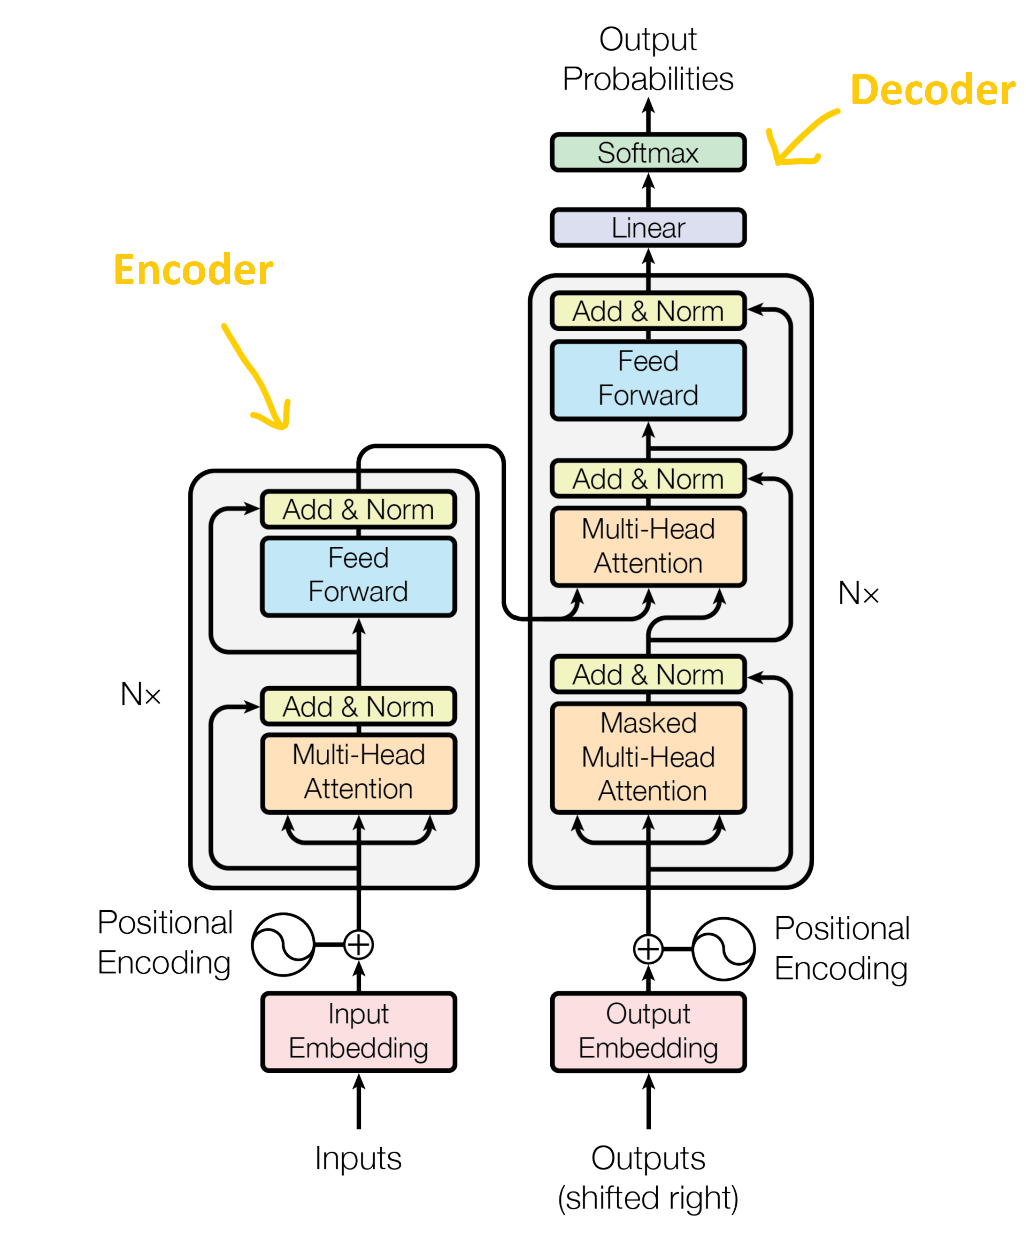 Output
Probabilities
Decoder
Softmax
Linear
Encoder
Add & Norm
Feed
Forward
Add & Norm
Multi-Head
Attention
Nx
Add & Norm
Masked
Multi-Head
Attention
Add & Norm
Feed
Forward
Nx
Add & Norm
Multi-Head
Attention
Positional
Encoding
Positional
Encoding
Input
Embedding
Output
Embedding
Inputs
Outputs
(shifted right)